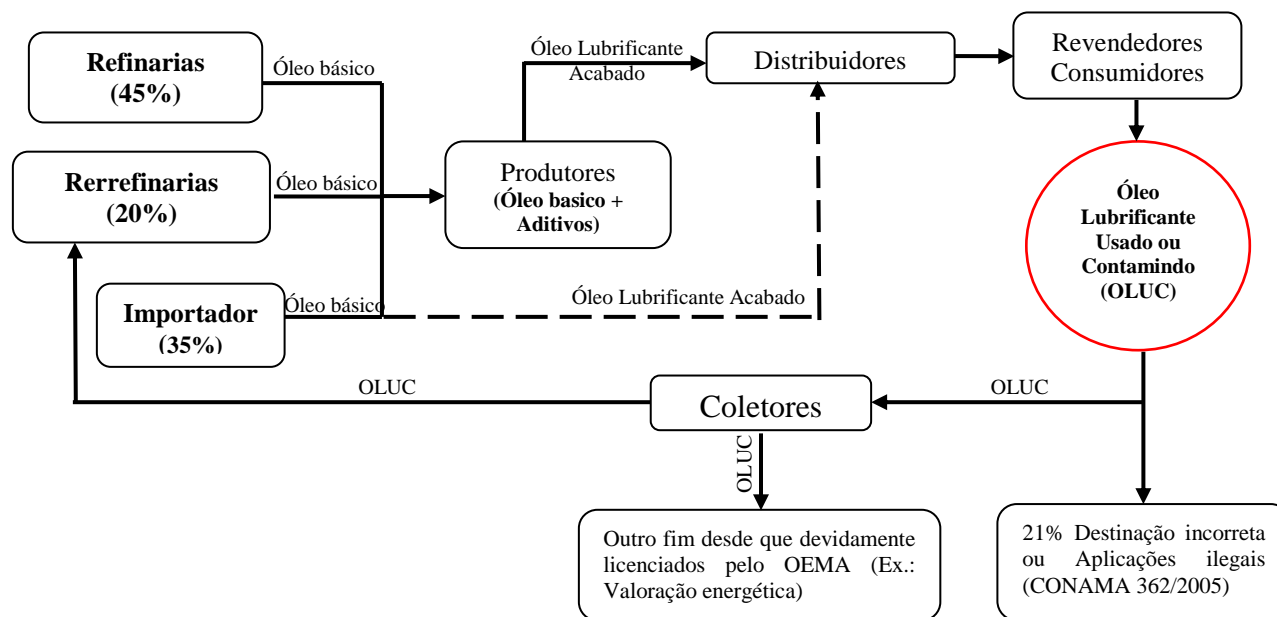 Refinarias
(45%)
Óleo básico
Óleo Lubrificante
Acabado
Distribuidores
Revendedores
Consumidores
Rerrefinarias
(20%)
Óleo básico
Produtores
(Óleo basico +
Aditivos)
Óleo
Lubrificante
Usado ou
Contamindo
(OLUC)
Importador
(35%)
Óleo básico
Óleo Lubrificante Acabado
OLUC
Coletores
OLUC
OLUC
Outro fim desde que devidamente
licenciados pelo OEMA (Ex.:
Valoração energética)
21% Destinação incorreta
ou Aplicações ilegais
(CONAMA 362/2005)